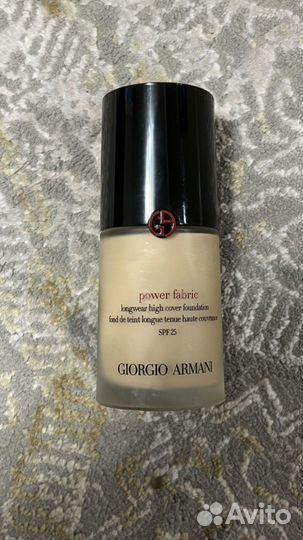 power fabric
longwear high cover foundation
fond de teint longue tenue haute couvrance
SPF 25
GIORGIO ARMANI
Avito